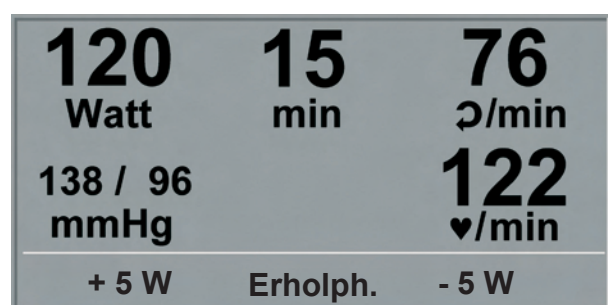 120 15 76
Watt min /min
138 / 96 122
mmHg ♥/min
+ 5 W Erholph. - 5 W